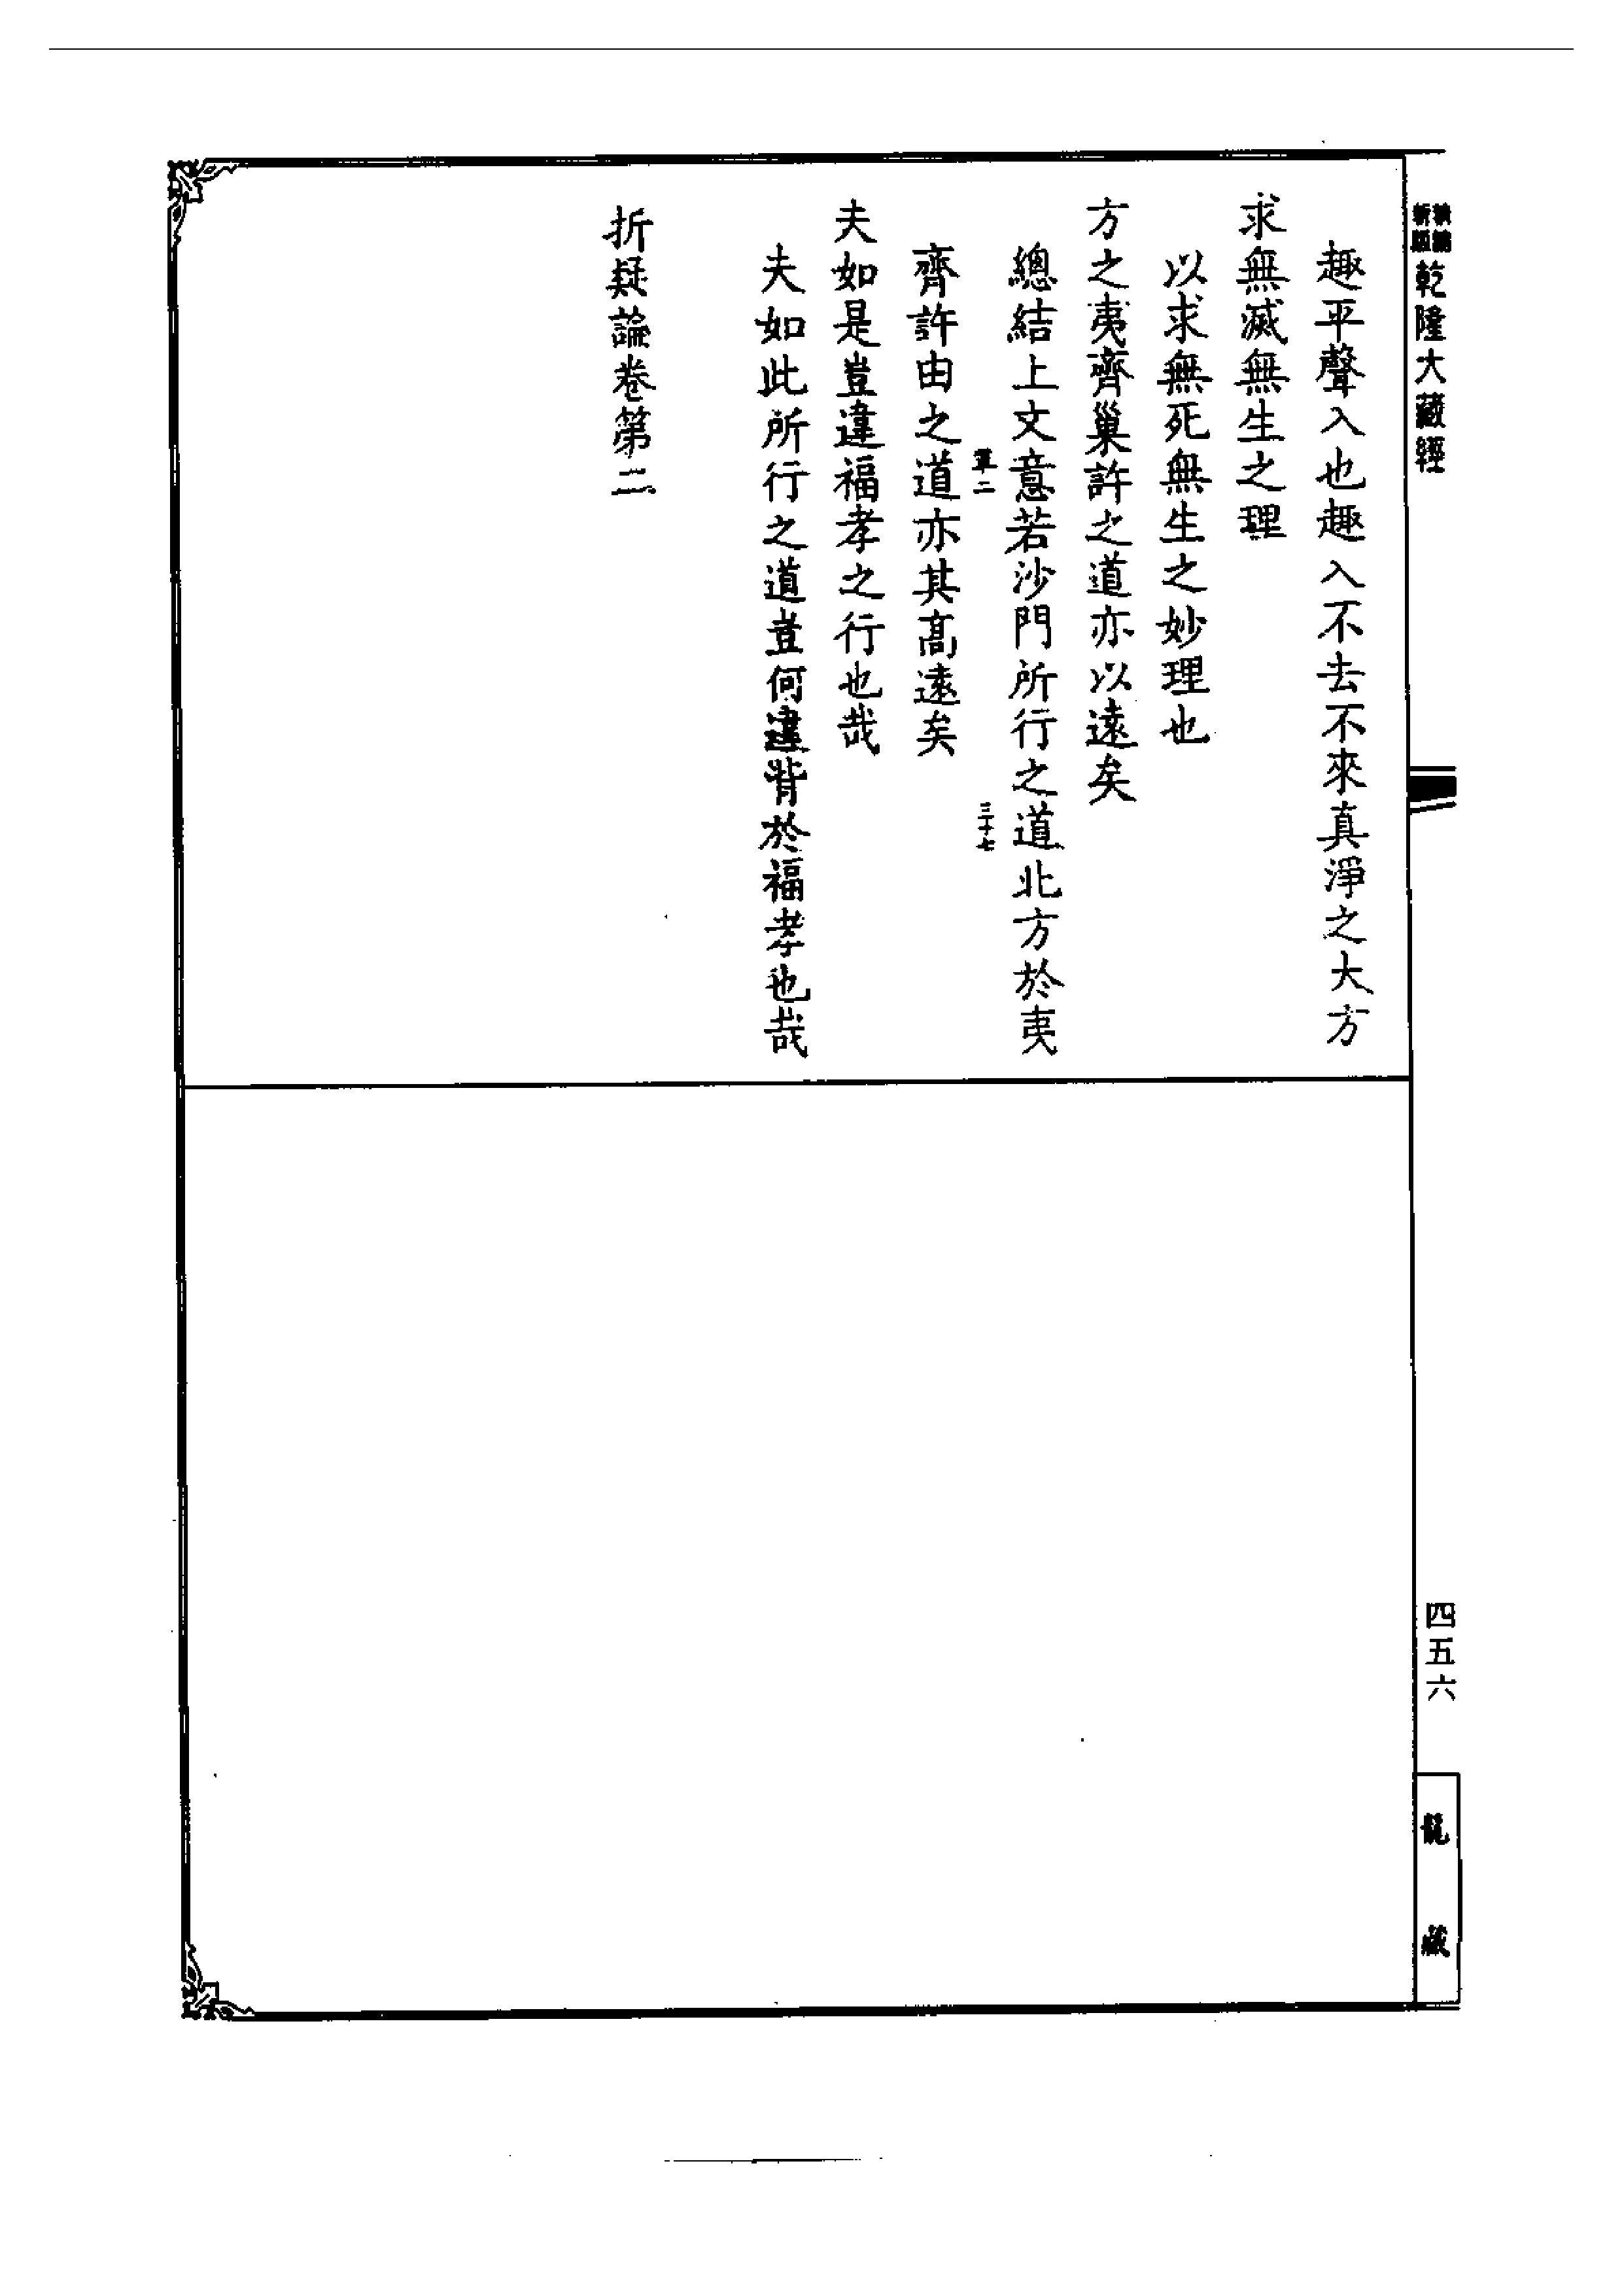 乾隆大藏經
趣平聲入也趣入不去不來真淨之大方
求無滅無生之理
以求無死無生之妙理也
方之夷齊巢許之道亦以遠矣
總結上文意若沙門所行之道北方於夷
三十七
齊許由之道亦其高遠矣
夫如是豈違福孝之行也哉
夫如此所行之道豈何違背於福孝也哉
折疑論卷第二
四五六
龍藏